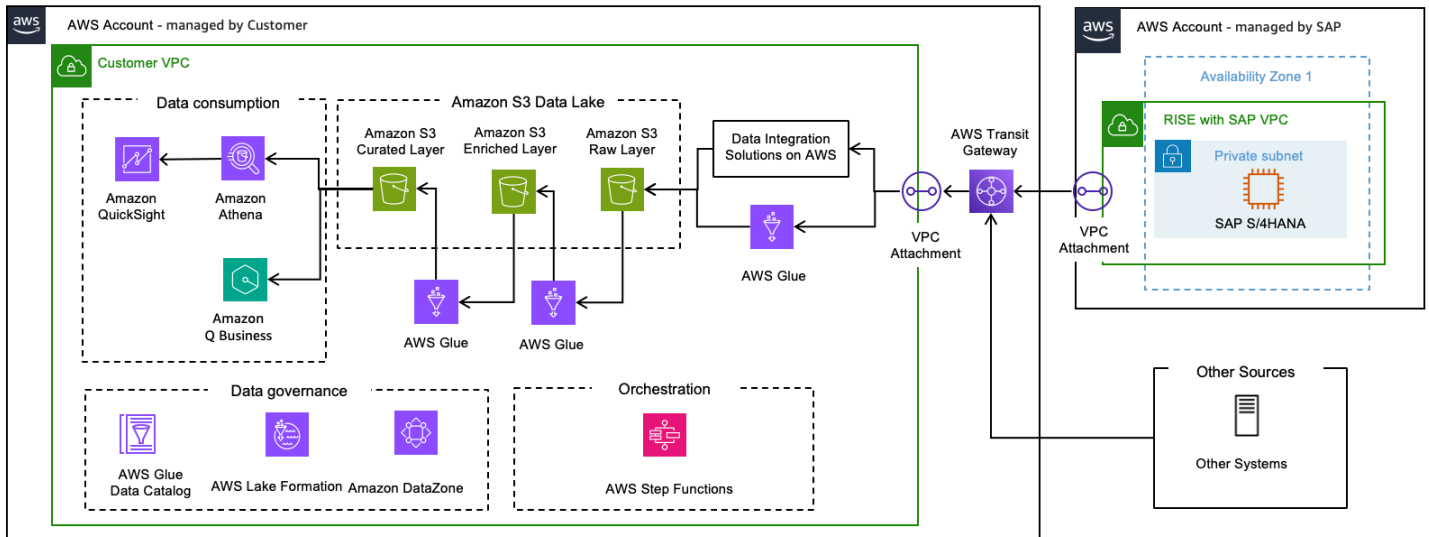 aws
AWS Account - managed by Customer
Customer VPC
Data consumption
Amazon
QuickSight
Amazon
Athena
Amazon
Q Business
Amazon S3 Data Lake
Amazon S3
Curated Layer
Amazon S3
Enriched Layer
Amazon S3
Raw Layer
AWS Glue
AWS Glue
Data Integration
Solutions on AWS
AWS Glue
VPC
Attachment
AWS Transit
Gateway
Data governance
AWS Glue
Data Catalog
AWS Lake Formation
Amazon DataZone
Orchestration
AWS Step Functions
aws
AWS Account - managed by SAP
Availability Zone 1
RISE with SAP VPC
Private subnet
SAP S/4HANA
VPC
Attachment
Other Sources
Other Systems